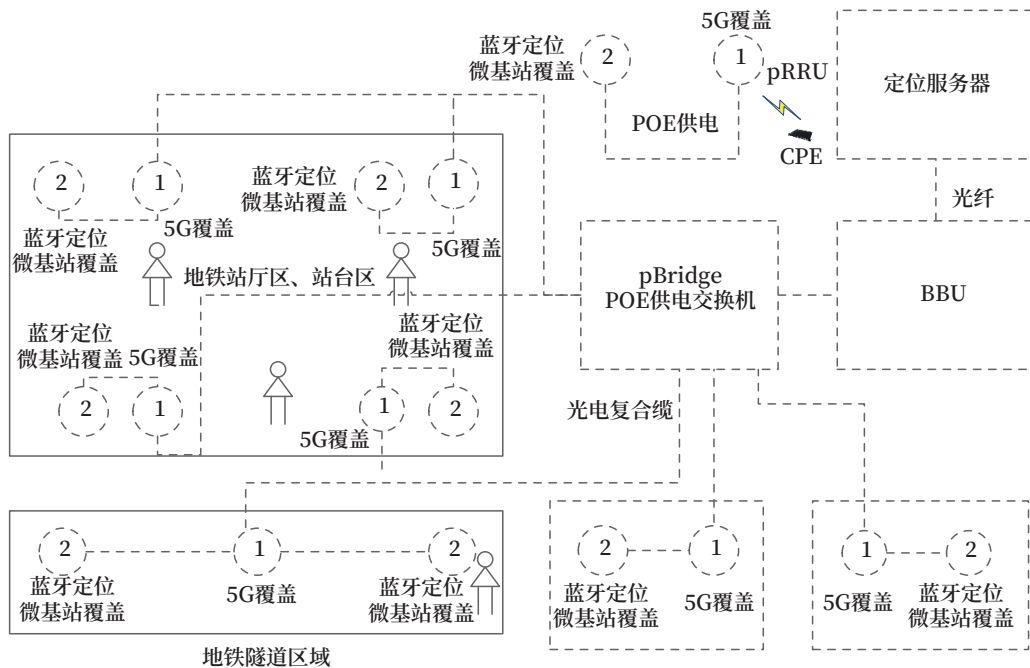 5G覆盖
蓝牙定位
微基站覆盖
2
1
pRRU
定位服务器
POE供电
CPE
2
1
蓝牙定位
微基站覆盖
2
1
光纤
5G覆盖
蓝牙定位
微基站覆盖
5G覆盖
地铁站厅区、站台区
pBridge
POE供电交换机
BBU
蓝牙定位
微基站覆盖
5G覆盖
蓝牙定位
微基站覆盖
2
1
1
2
5G覆盖
光电复合缆
2
1
2
蓝牙定位
微基站覆盖
5G覆盖
蓝牙定位
微基站覆盖
2
1
蓝牙定位
微基站覆盖
5G覆盖
1
2
5G覆盖
蓝牙定位
微基站覆盖
地铁隧道区域